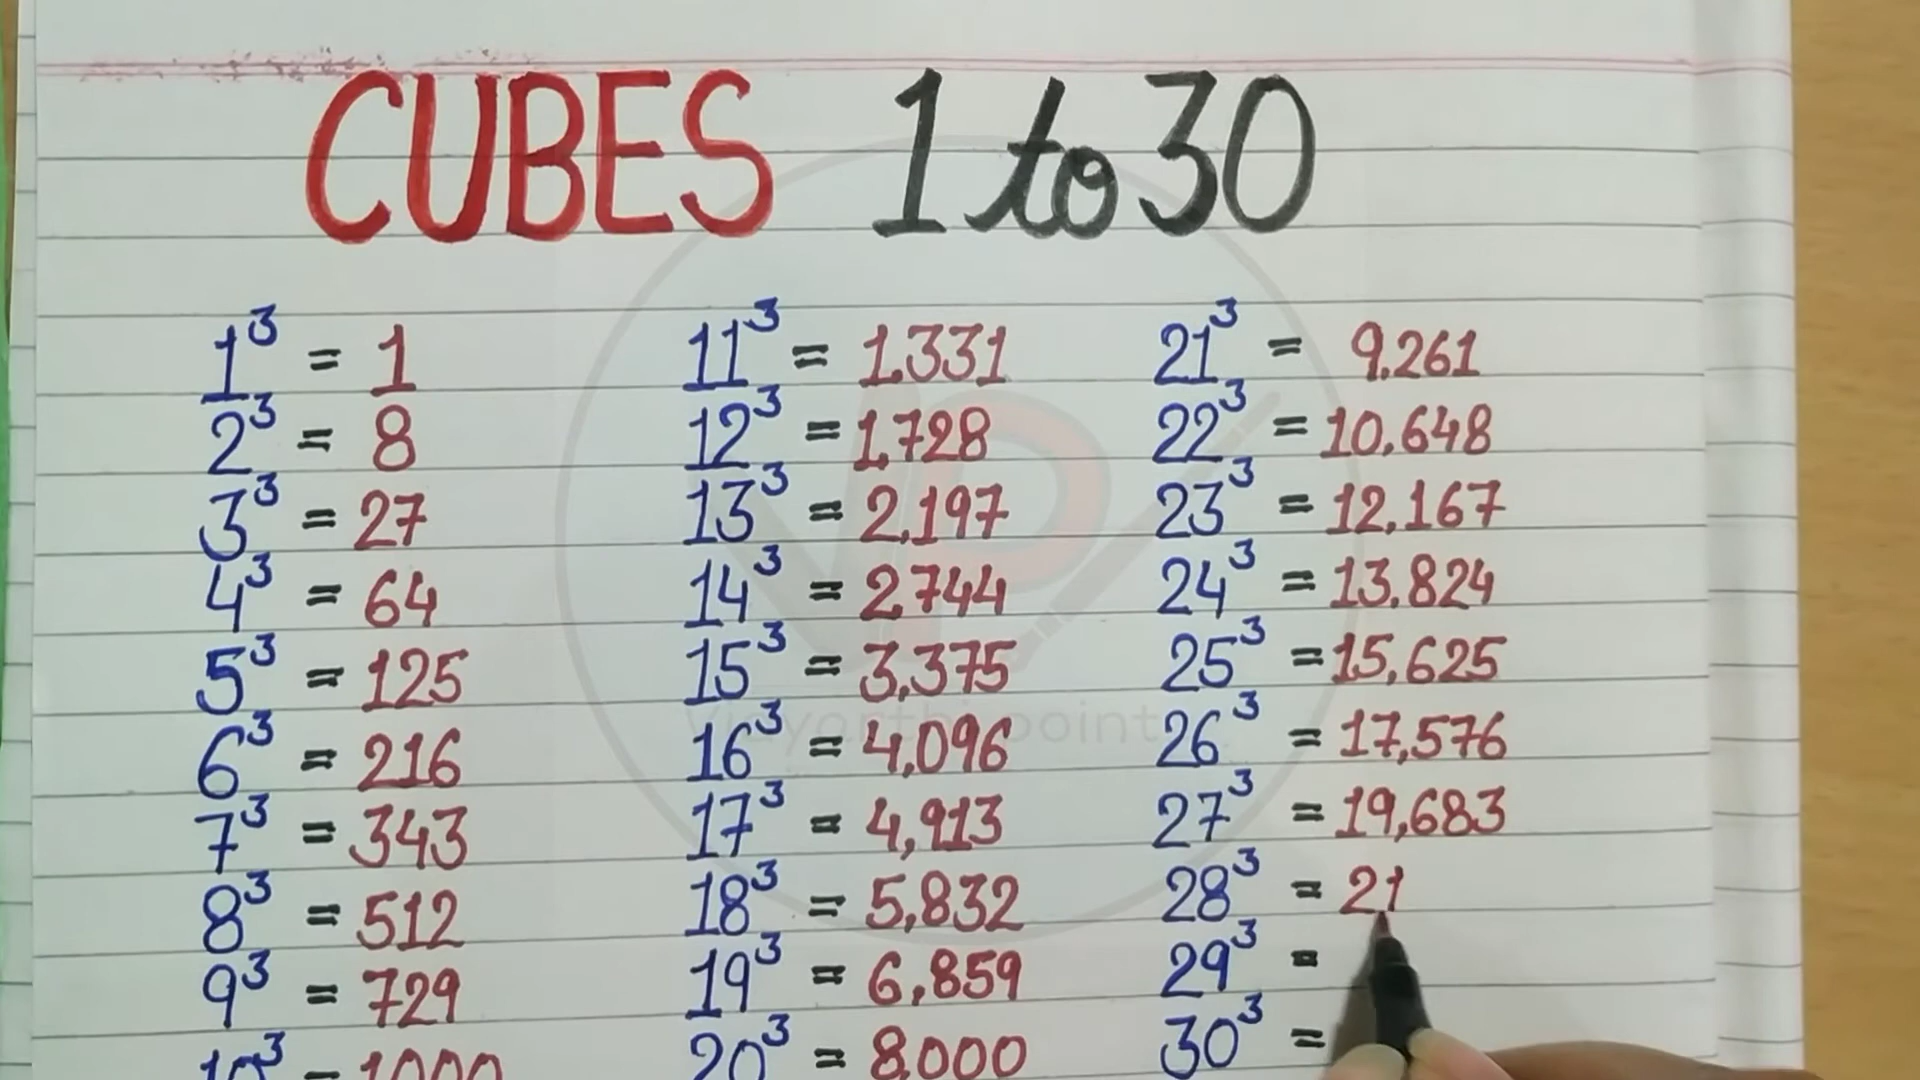 CUBES 1 to 30
1³ = 1
2³ = 8
3³ = 27
4³ = 64
5³ = 125
6³ = 216
7³ = 343
8³ = 512
9³ = 729
10³ = 1000
11³ = 1,331
12³ = 1,728
13³ = 2,197
14³ = 2,744
15³ = 3,375
16³ = 4,096
17³ = 4,913
18³ = 5,832
19³ = 6,859
20³ = 8,000
21³ = 9,261
22³ = 10,648
23³ = 12,167
24³ = 13,824
25³ = 15,625
26³ = 17,576
27³ = 19,683
28³ = 21
29³ =
30³ =